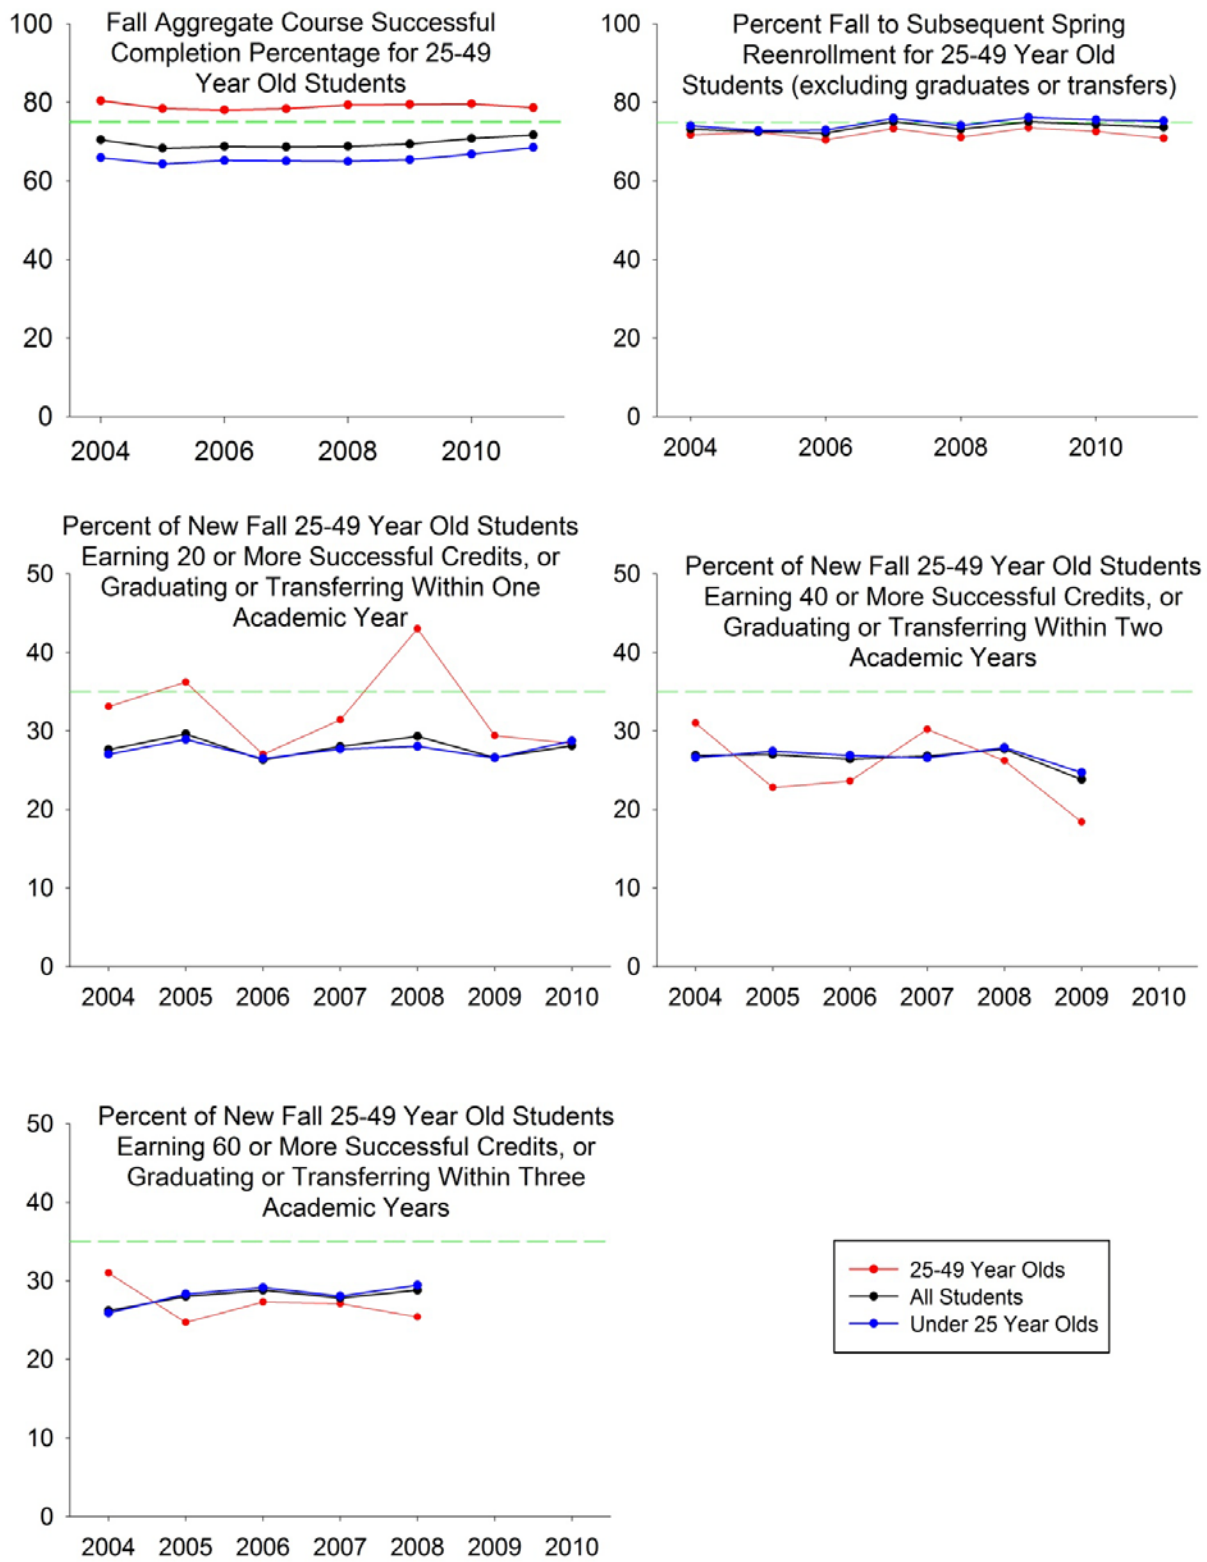 Fall Aggregate Course Successful
Completion Percentage for 25-49
Year Old Students
100
80
60
40
20
0
2004 2006 2008 2010
Percent Fall to Subsequent Spring
Reenrollment for 25-49 Year Old
Students (excluding graduates or transfers)
100
80
60
40
20
0
2004 2006 2008 2010
Percent of New Fall 25-49 Year Old Students
Earning 20 or More Successful Credits, or
Graduating or Transferring Within One
Academic Year
50
40
30
20
10
0
2004 2005 2006 2007 2008 2009 2010
Percent of New Fall 25-49 Year Old Students
Earning 40 or More Successful Credits, or
Graduating or Transferring Within Two
Academic Years
50
40
30
20
10
0
2004 2005 2006 2007 2008 2009 2010
Percent of New Fall 25-49 Year Old Students
Earning 60 or More Successful Credits, or
Graduating or Transferring Within Three
Academic Years
50
40
30
20
10
0
2004 2005 2006 2007 2008 2009 2010
25-49 Year Olds
All Students
Under 25 Year Olds